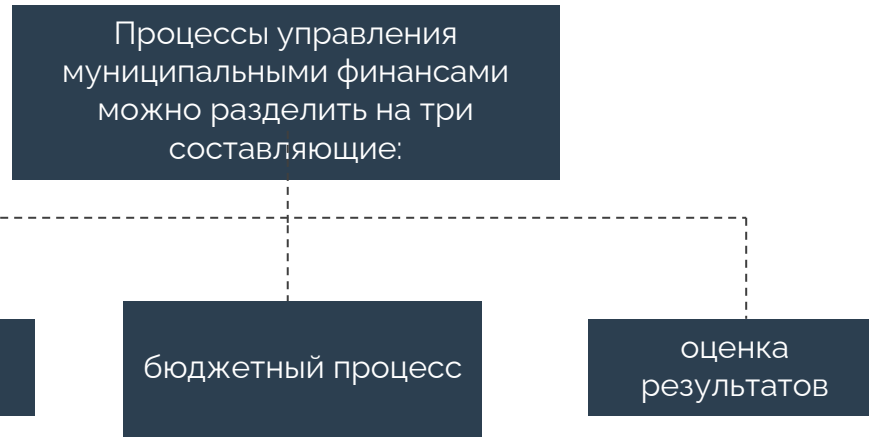 Процессы управления
муниципальными финансами
можно разделить на три
составляющие:
бюджетный процесс
оценка
результатов